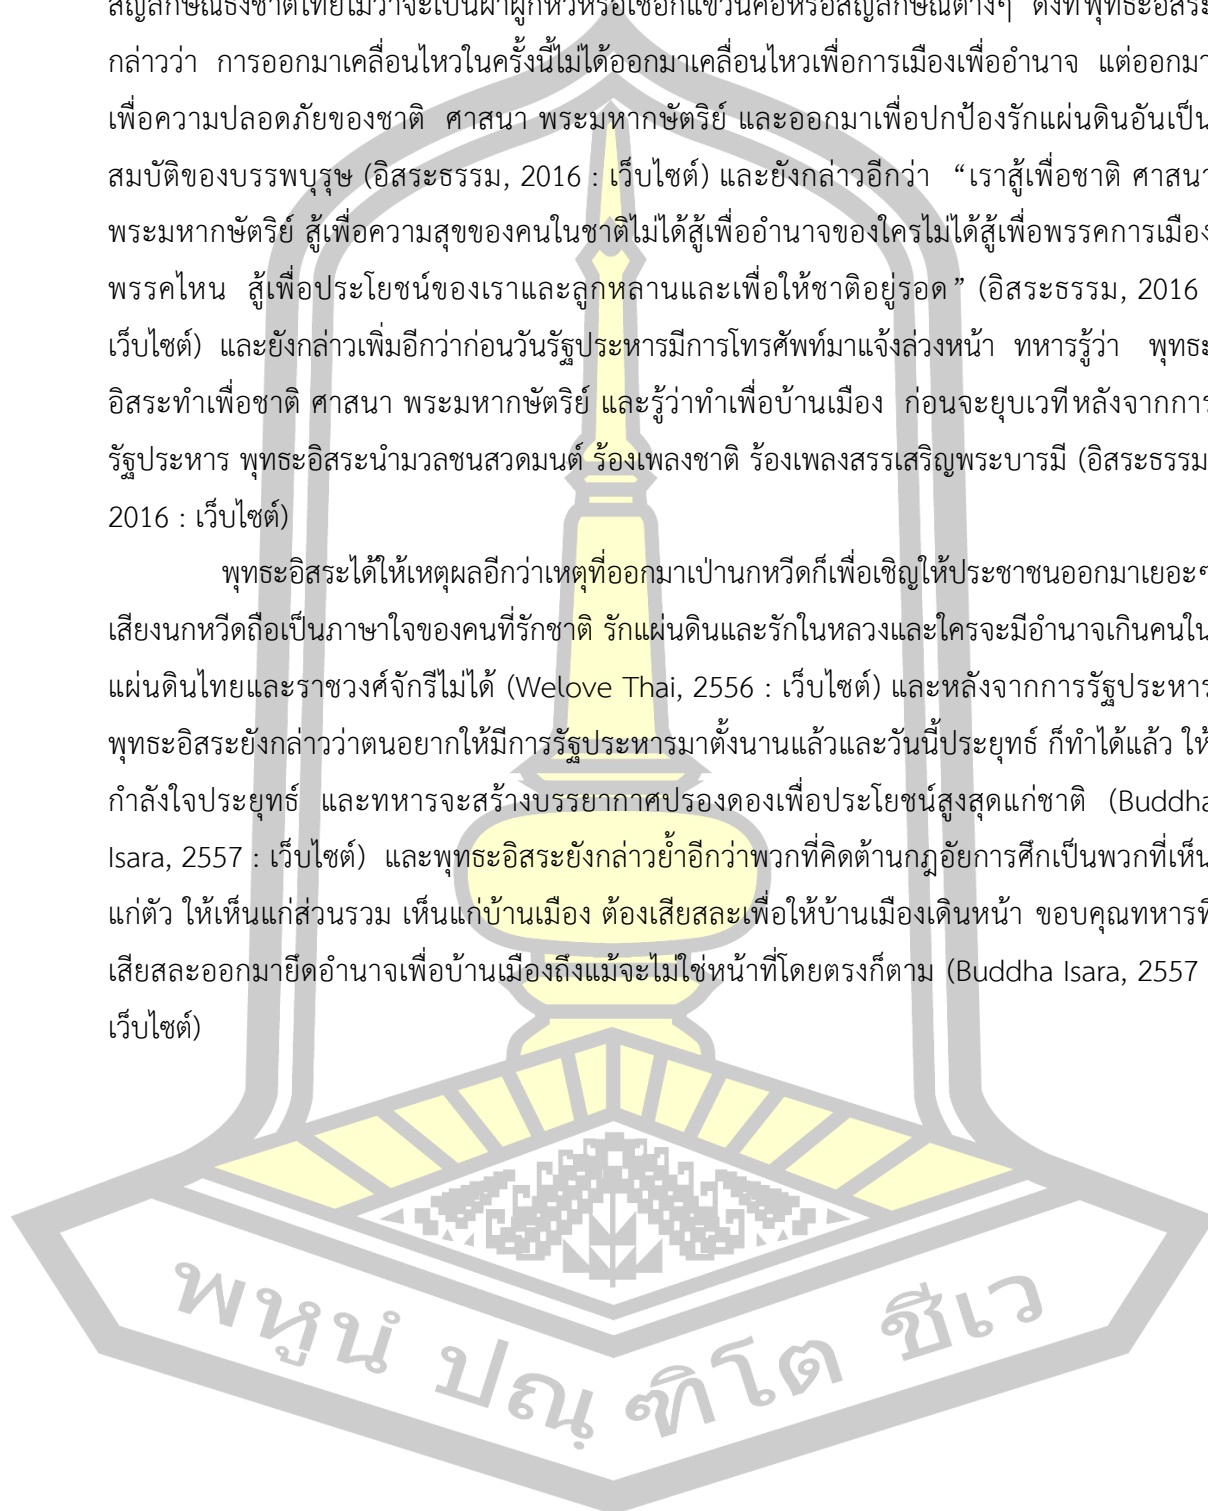 สัญลักษณ์ธงชาติไทยไม่ว่าจะเป็นผ้าผูกหัวหรือเชือกแขวนคอหรือสัญลักษณ์ต่างๆ ดังที่พุทธะอิสระ
กล่าวว่า การออกมาเคลื่อนไหวในครั้งนี้ไม่ได้ออกมาเคลื่อนไหวเพื่อการเมืองเพื่ออำนาจ แต่ออกมา
เพื่อความปลอดภัยของชาติ ศาสนา พระมหากษัตริย์ และออกมาเพื่อปกป้องรักแผ่นดินอันเป็น
สมบัติของบรรพบุรุษ (อิสระธรรม, 2016 : เว็บไซต์) และยังกล่าวอีกว่า “เราสู้เพื่อชาติ ศาสนา
พระมหากษัตริย์ สู้เพื่อความสุขของคนในชาติไม่ได้สู้เพื่ออำนาจของใครไม่ได้สู้เพื่อพรรคการเมือง
พรรคไหน สู้เพื่อประโยชน์ของเราและลูกหลานและเพื่อให้ชาติอยู่รอด” (อิสระธรรม, 2016
เว็บไซต์) และยังกล่าวเพิ่มอีกว่าก่อนวันรัฐประหารมีการโทรศัพท์มาแจ้งล่วงหน้า ทหารรู้ว่า พุทธะ
อิสระทำเพื่อชาติ ศาสนา พระมหากษัตริย์ และรู้ว่าทำเพื่อบ้านเมือง ก่อนจะยุบเวทีหลังจากการ
รัฐประหาร พุทธะอิสระนำมวลชนสวดมนต์ ร้องเพลงชาติ ร้องเพลงสรรเสริญพระบารมี (อิสระธรรม
2016 : เว็บไซต์)
พุทธะอิสระได้ให้เหตุผลอีกว่าเหตุที่ออกมาเป่านกหวีดก็เพื่อเชิญให้ประชาชนออกมาเยอะๆ
เสียงนกหวีดถือเป็นภาษาใจของคนที่รักชาติ รักแผ่นดินและรักในหลวงและใครจะมีอำนาจเกินคนใน
แผ่นดินไทยและราชวงศ์จักรีไม่ได้ (Welove Thai, 2556 : เว็บไซต์) และหลังจากการรัฐประหาร
พุทธะอิสระยังกล่าวว่าตนอยากให้มีการรัฐประหารมาตั้งนานแล้วและวันนี้ประยุทธ์ ก็ทำได้แล้ว ให้
กำลังใจประยุทธ์ และทหารจะสร้างบรรยากาศปรองดองเพื่อประโยชน์สูงสุดแก่ชาติ (Buddha
Isara, 2557 : เว็บไซต์) และพุทธะอิสระยังกล่าวย้ำอีกว่าพวกที่คิดต้านกฎอัยการศึกเป็นพวกที่เห็น
แก่ตัว ให้เห็นแก่ส่วนรวม เห็นแก่บ้านเมือง ต้องเสียสละเพื่อให้บ้านเมืองเดินหน้า ขอบคุณทหารที่
เสียสละออกมายึดอำนาจเพื่อบ้านเมืองถึงแม้จะไม่ใช่หน้าที่โดยตรงก็ตาม (Buddha Isara, 2557
เว็บไซต์)
พหูนํ ปณฺฑิโต ชีเว